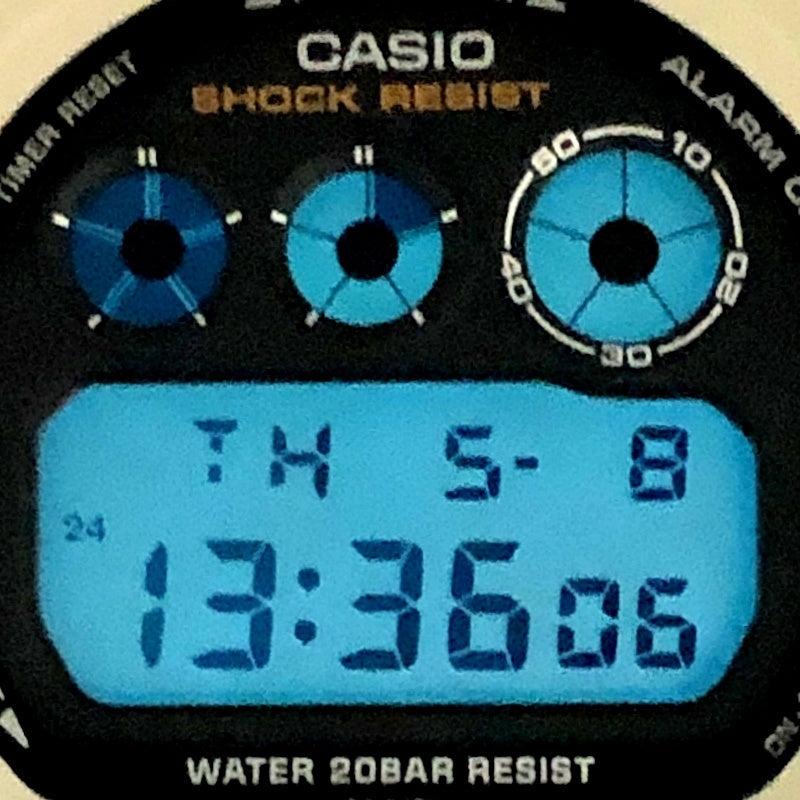 CASIO
SHOCK RESIST
TIMER RESET
ALARM
60 10
40 20
30
TH 5- 8
24
13:36 06
WATER 20BAR RESIST